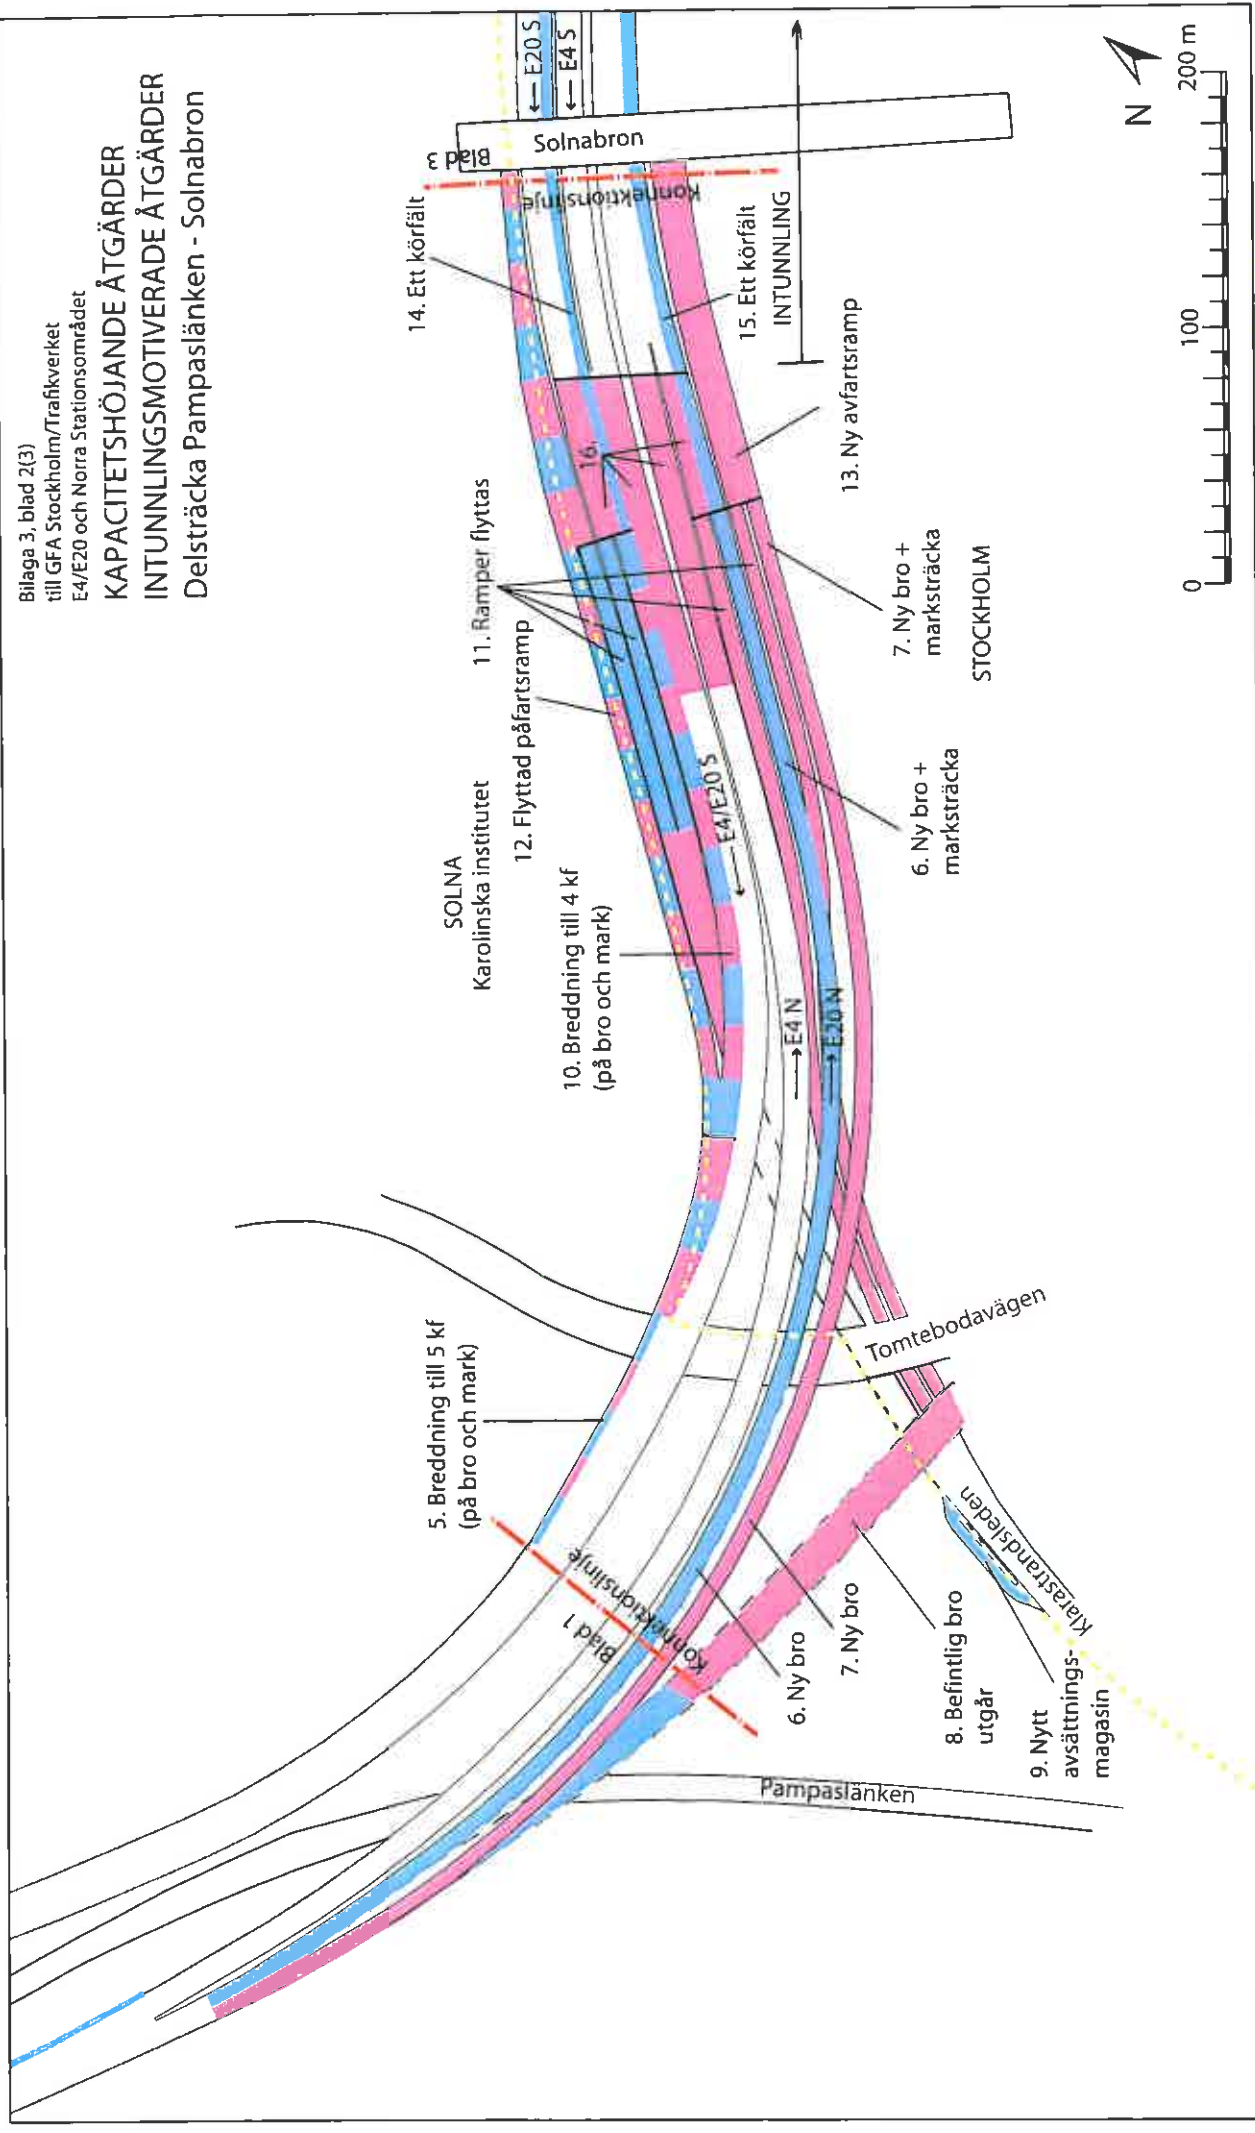 Bilaga 3, blad 2(3)
till GFA Stockholm/Trafikverket
E4/E20 och Norra Stationsområdet
KAPACITETSHÖJANDE ÅTGÄRDER
INTUNNLINGSMOTIVERADE ÅTGÄRDER
Delsträcka Pampaslänken - Solnabron
14. Ett körfält
Blad 3
Konnektionslinje
Solnabron
E20 S
E4 S
SOLNA
Karolinska institutet
11. Ramper flyttas
12. Flyttad påfartsramp
16.
15. Ett körfält
INTUNNLING
5. Breddning till 5 kf
(på bro och mark)
10. Breddning till 4 kf
(på bro och mark)
E4/E20 S
E4 N
E20 N
13. Ny avfartsramp
7. Ny bro +
marksträcka
6. Ny bro +
marksträcka
STOCKHOLM
Blad 1
Konnektionslinje
Tomtebodavägen
Klarastrandsleden
Pampaslänken
6. Ny bro
7. Ny bro
8. Befintlig bro
utgår
9. Nytt
avsättnings-
magasin
N
0
100
200 m